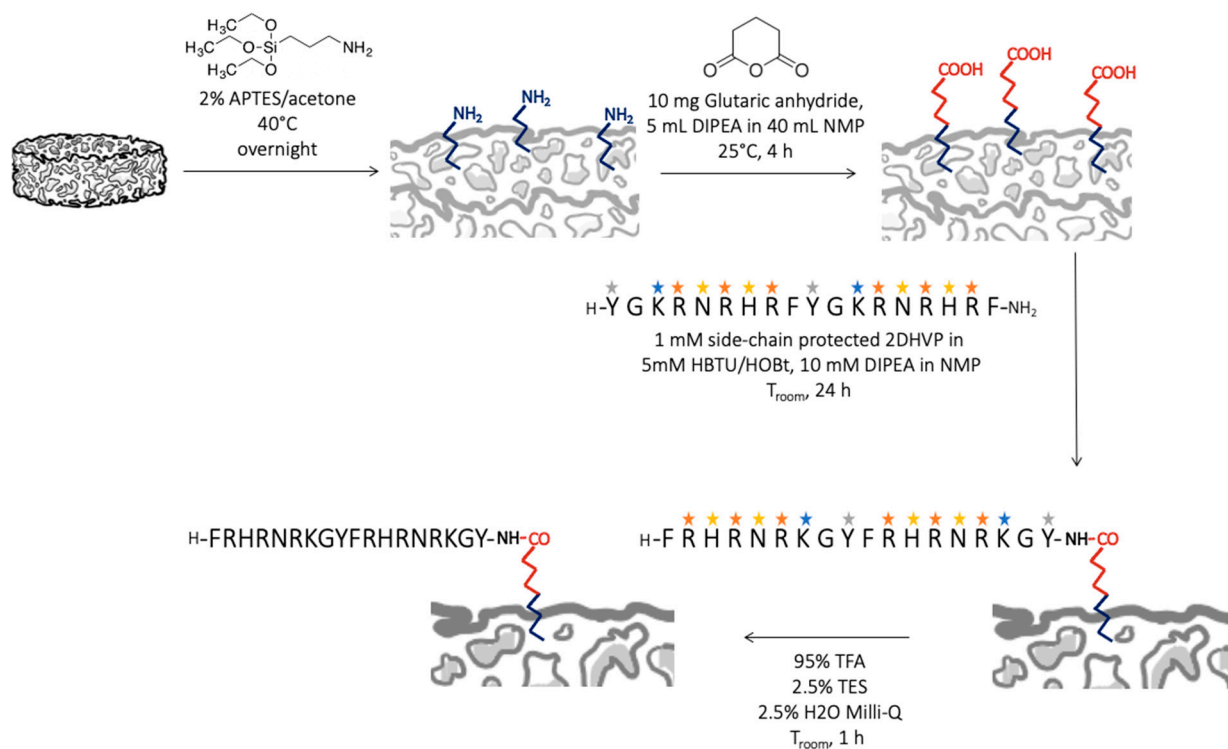 H₃C O
H₃C O-Si NH₂
H₃C O
2% APTES/acetone
40°C
overnight
NH₂ NH₂ NH₂
O O O
10 mg Glutaric anhydride,
5 mL DIPEA in 40 mL NMP
25°C, 4 h
COOH COOH COOH
H-Y G K R N R H R F Y G K R N R H R F-NH₂
1 mM side-chain protected 2DHVP in
5mM HBTU/HOBt, 10 mM DIPEA in NMP
Troom, 24 h
H-FRHRNRKGYFRHRNRKGY-NH-CO
H-F R H R N R K G Y F R H R N R K G Y-NH-CO
95% TFA
2.5% TES
2.5% H2O Milli-Q
Troom, 1 h